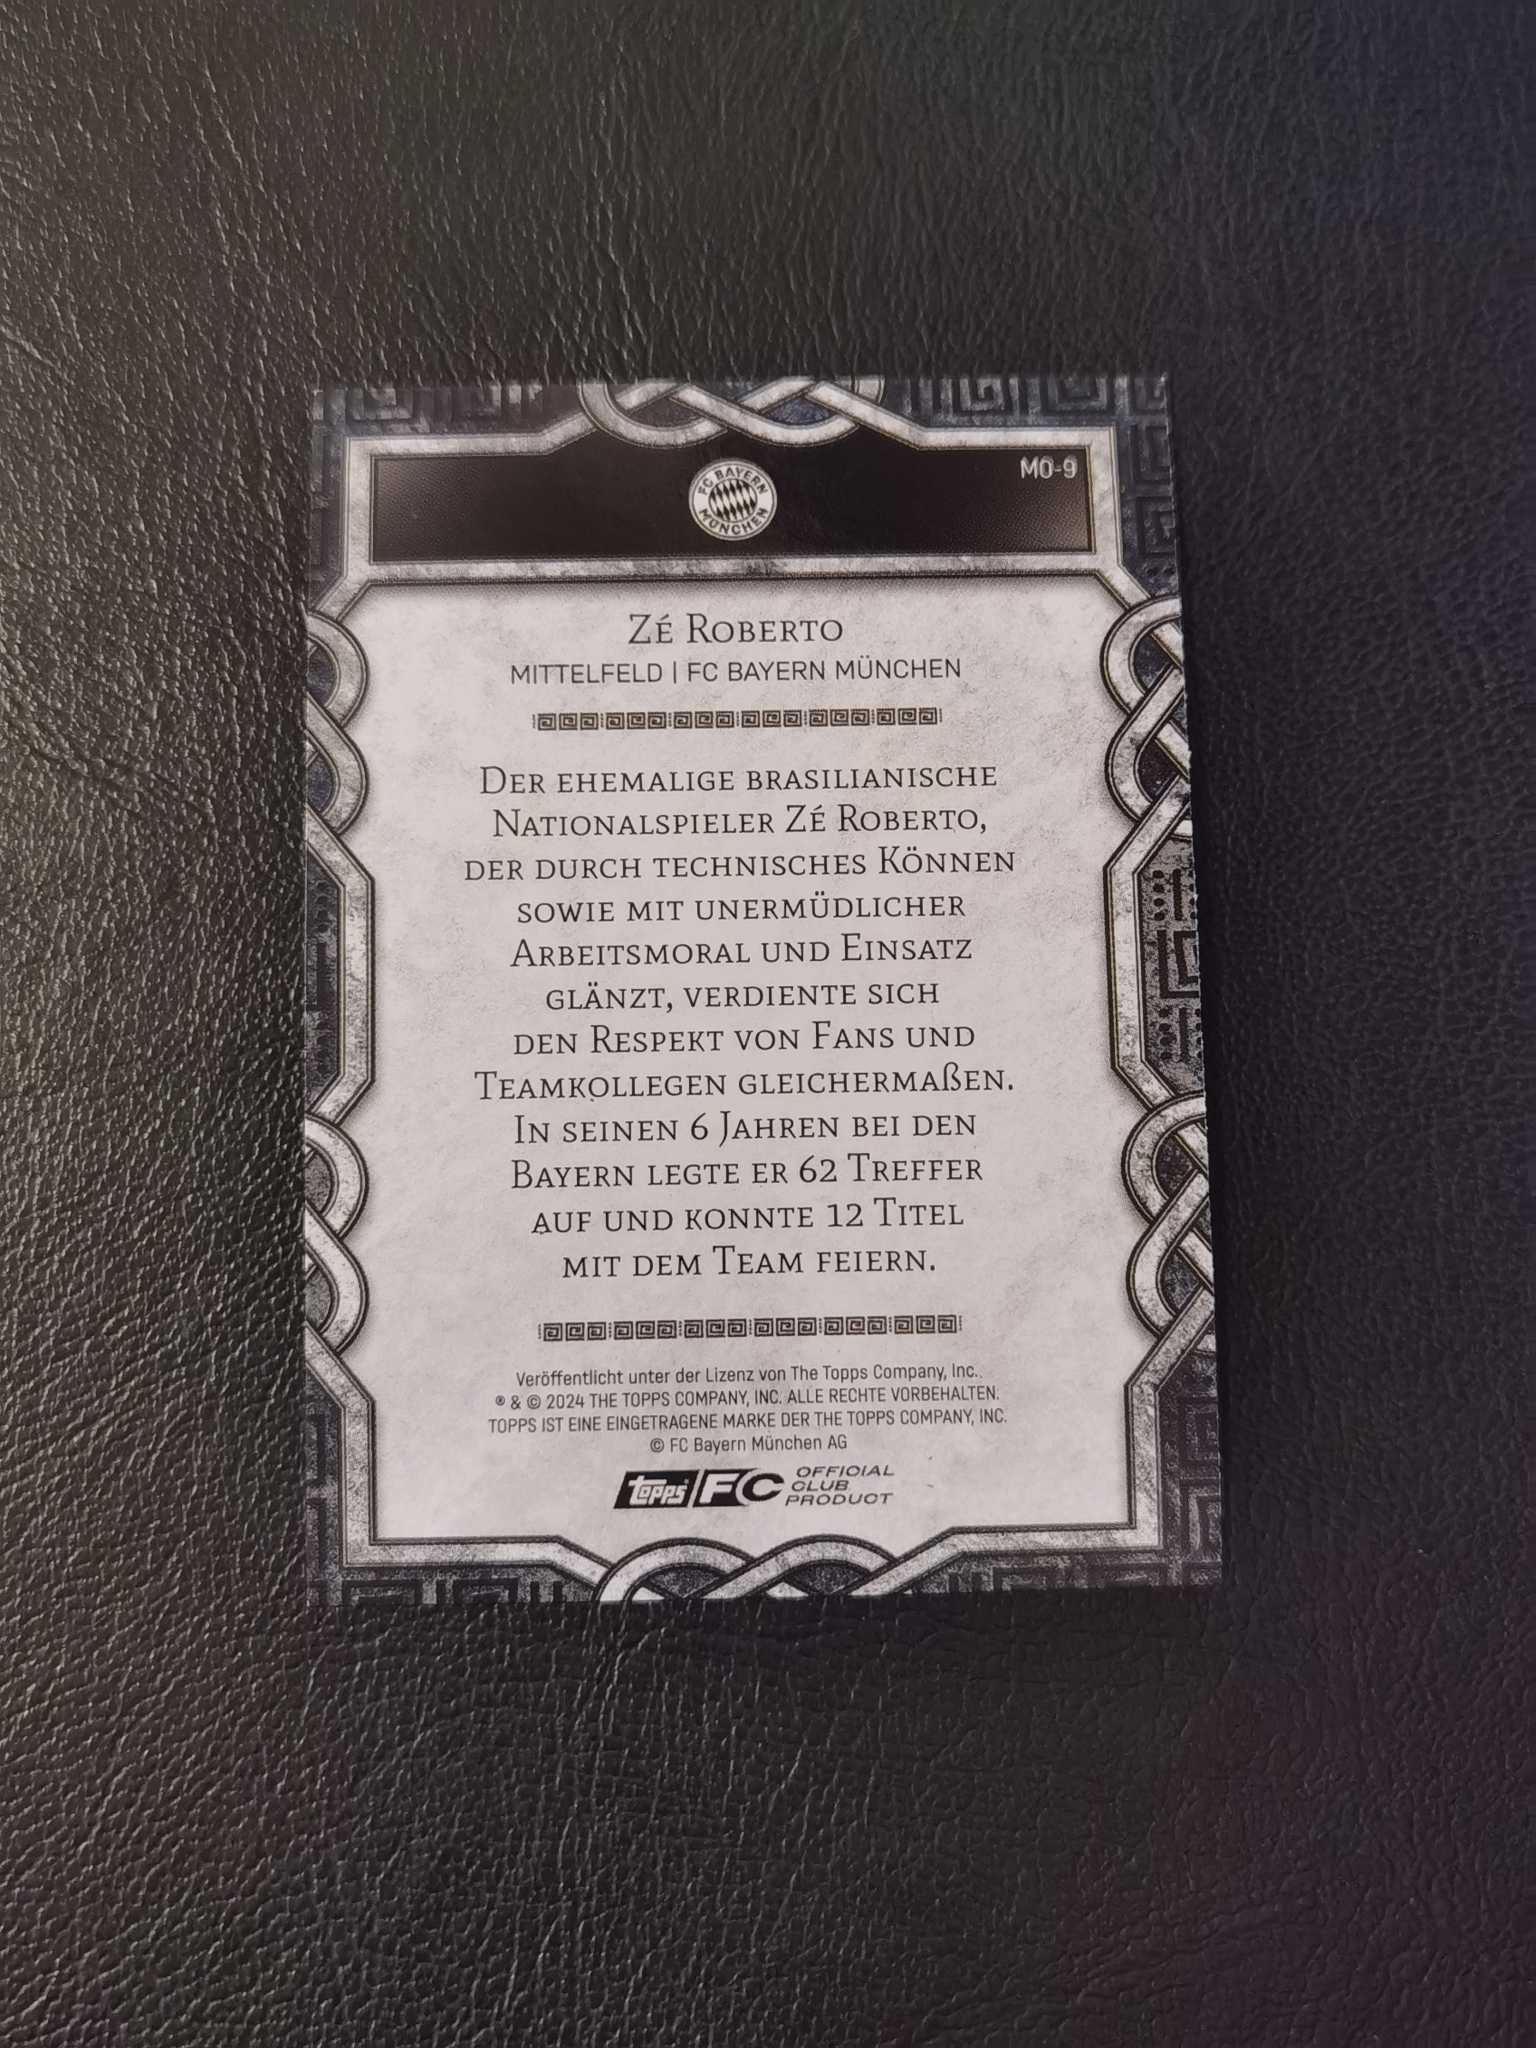 MO-9
FC BAYERN
MÜNCHEN
Zé Roberto
MITTELFELD | FC BAYERN MÜNCHEN
Der ehemalige brasilianische
Nationalspieler Zé Roberto,
der durch technisches Können
sowie mit unermüdlicher
Arbeitsmoral und Einsatz
glänzt, verdiente sich
den Respekt von Fans und
Teamkollegen gleichermaßen.
In seinen 6 Jahren bei den
Bayern legte er 62 Treffer
auf und konnte 12 Titel
mit dem Team feiern.
Veröffentlicht unter der Lizenz von The Topps Company, Inc.
® & © 2024 THE TOPPS COMPANY, INC. ALLE RECHTE VORBEHALTEN.
TOPPS IST EINE EINGETRAGENE MARKE DER THE TOPPS COMPANY, INC.
© FC Bayern München AG
topps FC OFFICIAL
CLUB
PRODUCT